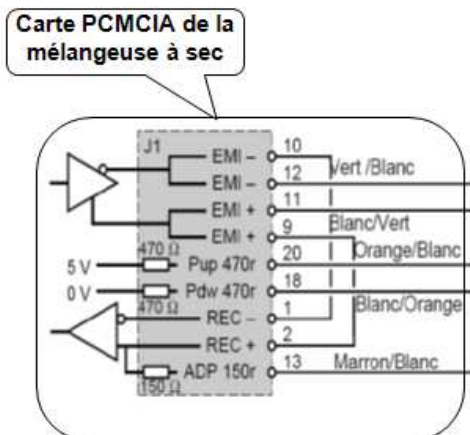 Carte PCMCIA de la
mélangeuse à sec
J1
EMI – 10
Vert /Blanc
EMI – 12
EMI + 11
Blanc/Vert
EMI + 9
Orange/Blanc
470 Ω
5 V Pup 470r 20
0 V Pdw 470r 18
470 Ω
Blanc/Orange
REC – 1
REC + 2
ADP 150r 13 Marron/Blanc
150 Ω